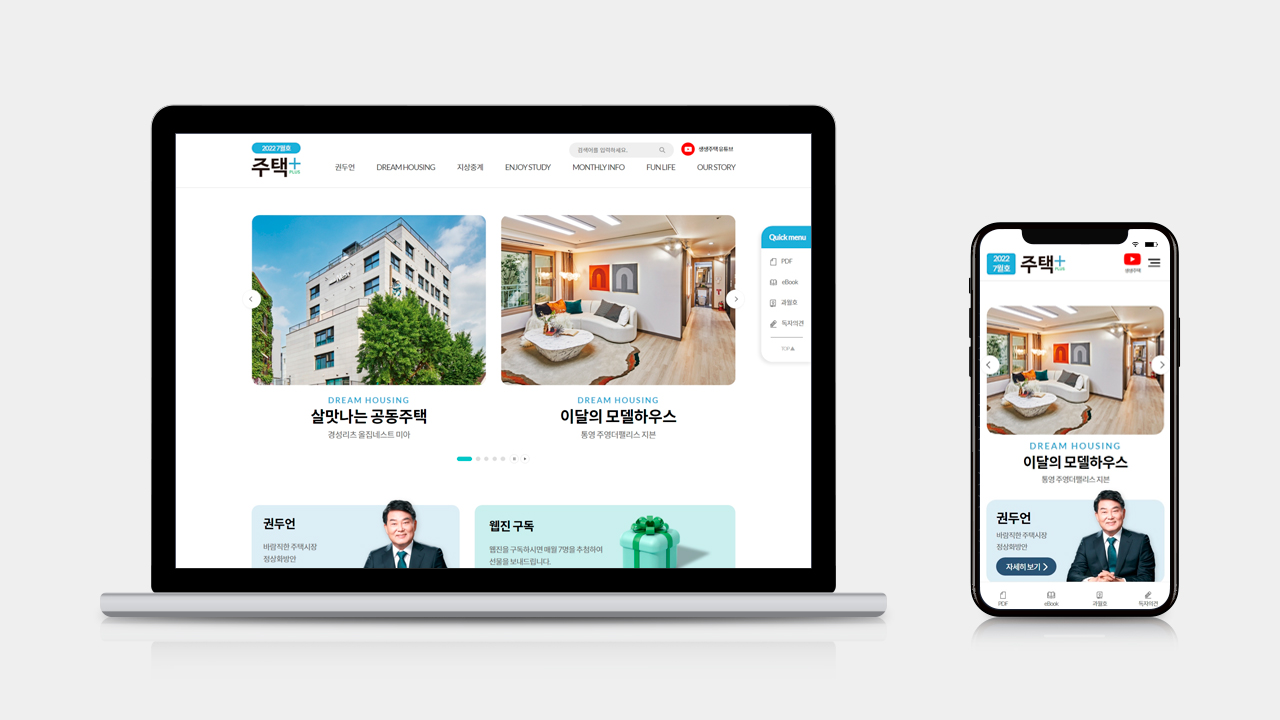 2022 7월호
주택+
PLUS
검색어를 입력하세요.
생생주택 유튜브
권두언
DREAM HOUSING
지상중계
ENJOY STUDY
MONTHLY INFO
FUN LIFE
OUR STORY
Quick menu
PDF
eBook
과월호
독자의견
TOP▲
DREAM HOUSING
살맛나는 공동주택
경성리츠 올집네스트 미아
DREAM HOUSING
이달의 모델하우스
통영 주영더팰리스 지븐
권두언
바람직한 주택시장
정상화방안
웹진 구독
웹진을 구독하시면 매월 7명을 추첨하여
선물을 보내드립니다.
2022
7월호
주택+
PLUS
생생주택
DREAM HOUSING
이달의 모델하우스
통영 주영더팰리스 지븐
권두언
바람직한 주택시장
정상화방안
자세히 보기 >
PDF
eBook
과월호
독자의견